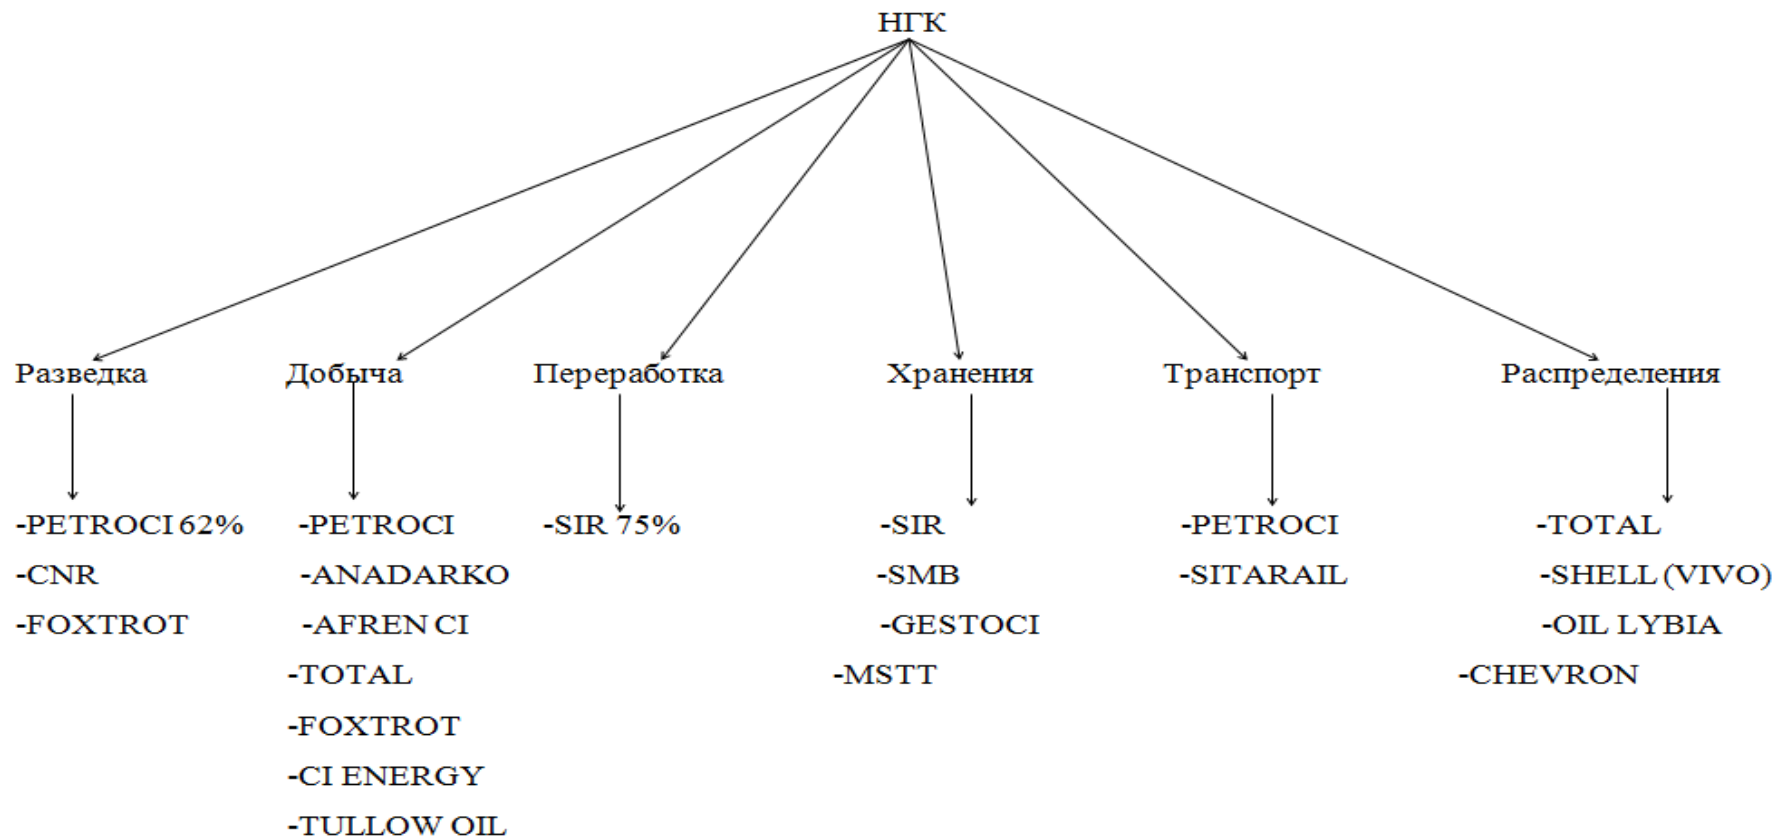 НГК
Разведка Добыча Переработка Хранения Транспорт Распределения
-PETROCI 62% -PETROCI -SIR 75% -SIR -PETROCI -TOTAL
-CNR -ANADARKO -SMB -SITARAIL -SHELL (VIVO)
-FOXTROT -AFREN CI -GESTOCI -OIL LYBIA
-TOTAL -MSTT -CHEVRON
-FOXTROT
-CI ENERGY
-TULLOW OIL